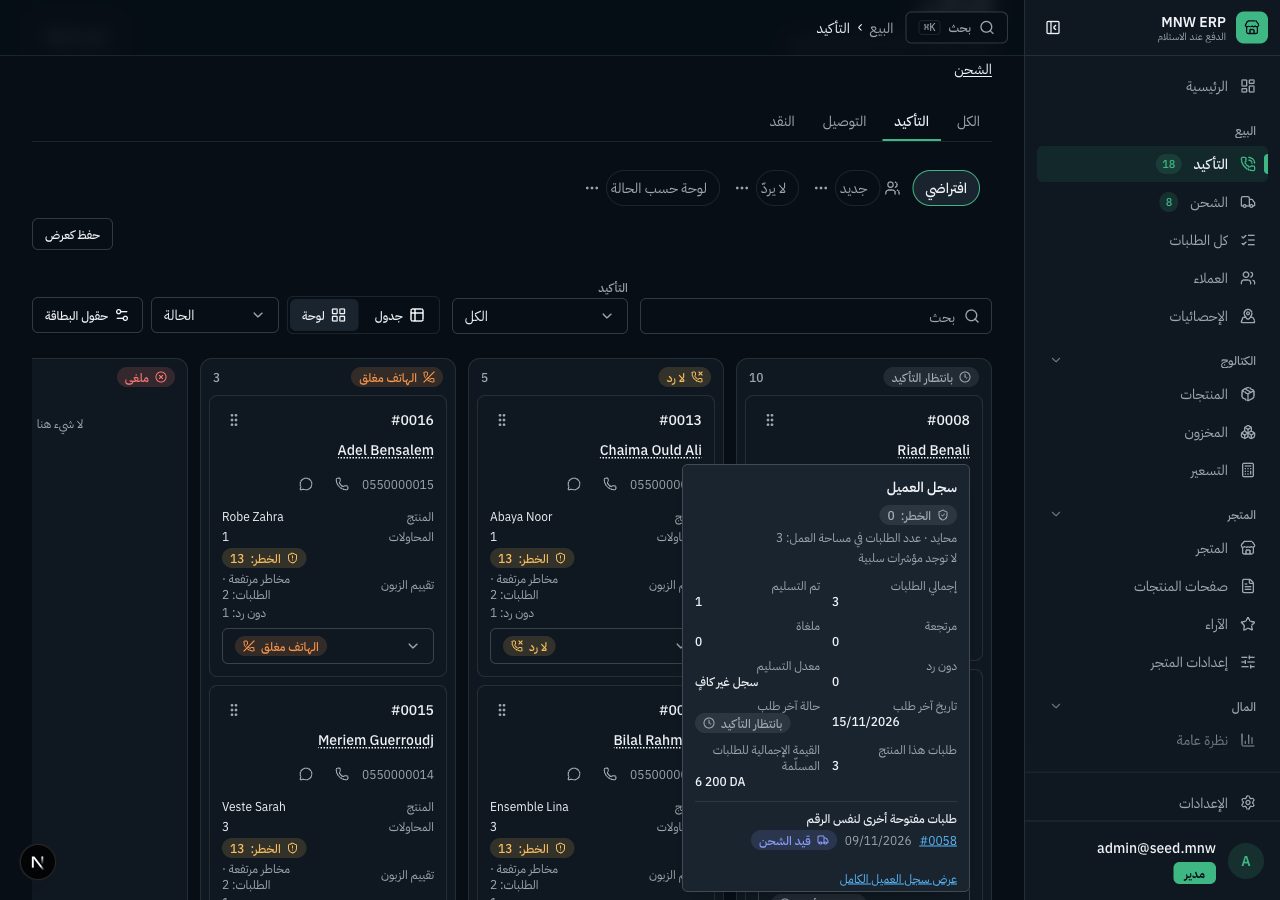 MNW ERP
الدفع عند الاستلام
الرئيسية
البيع
التأكيد 18
الشحن 8
كل الطلبات
العملاء
الإحصائيات
الكتالوج
المنتجات
المخزون
التسعير
المتجر
المتجر
صفحات المنتجات
الآراء
إعدادات المتجر
المال
نظرة عامة
الإعدادات
admin@seed.mnw
مدير
A
بحث ⌘K
البيع › التأكيد
الشحن
الكل التأكيد التوصيل النقد
افتراضي جديد ••• لا يردّ ••• لوحة حسب الحالة •••
حفظ كعرض
التأكيد
بحث
الكل
جدول لوحة
الحالة
حقول البطاقة
بانتظار التأكيد 10
#0008
Riad Benali
سجل العميل
الخطر: 0
محايد · عدد الطلبات في مساحة العمل: 3
لا توجد مؤشرات سلبية
إجمالي الطلبات 3
تم التسليم 1
مرتجعة 0
ملغاة 0
دون رد 0
معدل التسليم سجل غير كافٍ
تاريخ آخر طلب 15/11/2026
حالة آخر طلب بانتظار التأكيد
طلبات هذا المنتج 3
القيمة الإجمالية للطلبات المسلّمة
6 200 DA
طلبات مفتوحة أخرى لنفس الرقم
#0058 09/11/2026 قيد الشحن
عرض سجل العميل الكامل
لا رد 5
#0013
Chaima Ould Ali
Abaya Noor
1
الخطر: 13
مخاطر مرتفعة ·
الطلبات: 2
دون رد: 1
لا رد
Ensemble Lina
3
الخطر: 13
مخاطر مرتفعة ·
الطلبات: 2
الهاتف مغلق 3
#0016
Adel Bensalem
0550000015
المنتج Robe Zahra
المحاولات 1
الخطر: 13
تقييم الزبون
مخاطر مرتفعة ·
الطلبات: 2
دون رد: 1
الهاتف مغلق
#0015
Meriem Guerroudj
0550000014
المنتج Veste Sarah
المحاولات 3
الخطر: 13
تقييم الزبون
مخاطر مرتفعة ·
الطلبات: 2
ملغى
لا شيء هنا
N